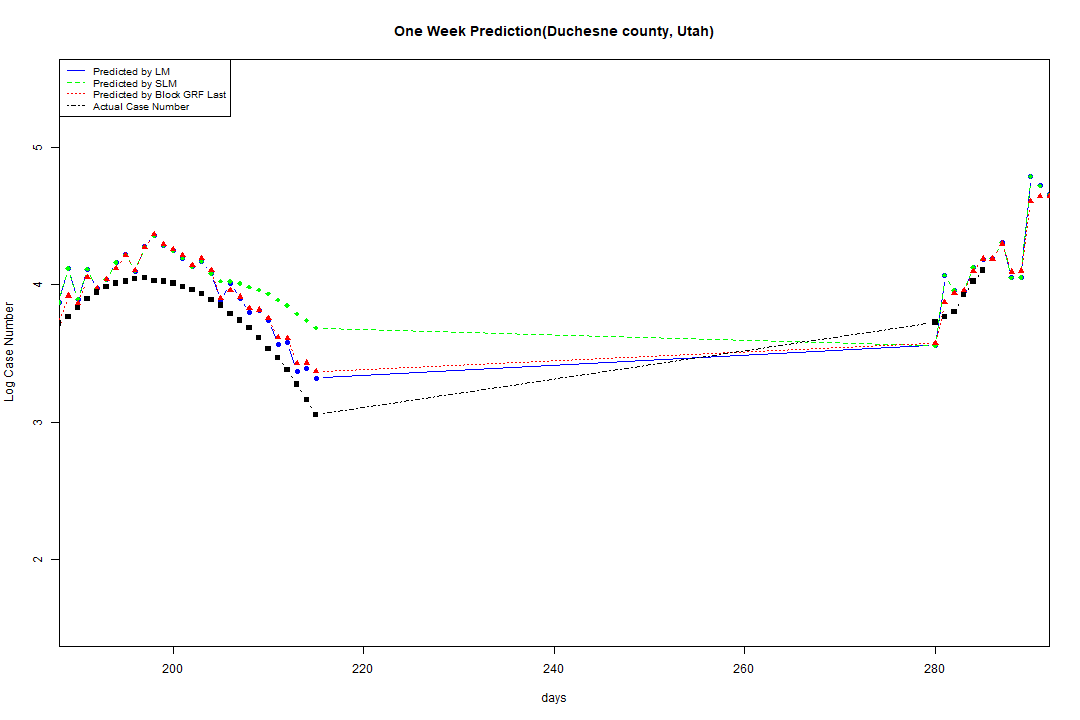 One Week Prediction(Duchesne county, Utah)
Predicted by LM
Predicted by SLM
Predicted by Block GRF Last
Actual Case Number
5
4
3
2
Log Case Number
200
220
240
260
280
days